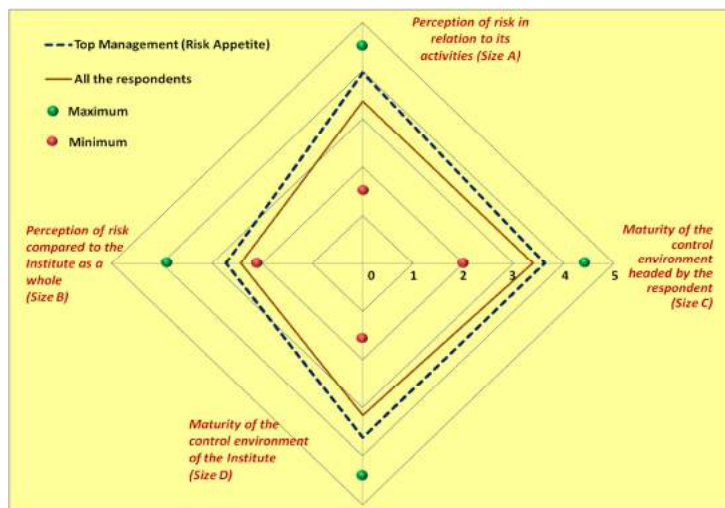 Perception of risk in
relation to its
activities (Size A)
Top Management (Risk Appetite)
All the respondents
Maximum
Minimum
Perception of risk
compared to the
Institute as a
whole
(Size B)
Maturity of the
control
environment
headed by the
respondent
(Size C)
0 1 2 3 4 5
Maturity of the
control environment
of the Institute
(Size D)